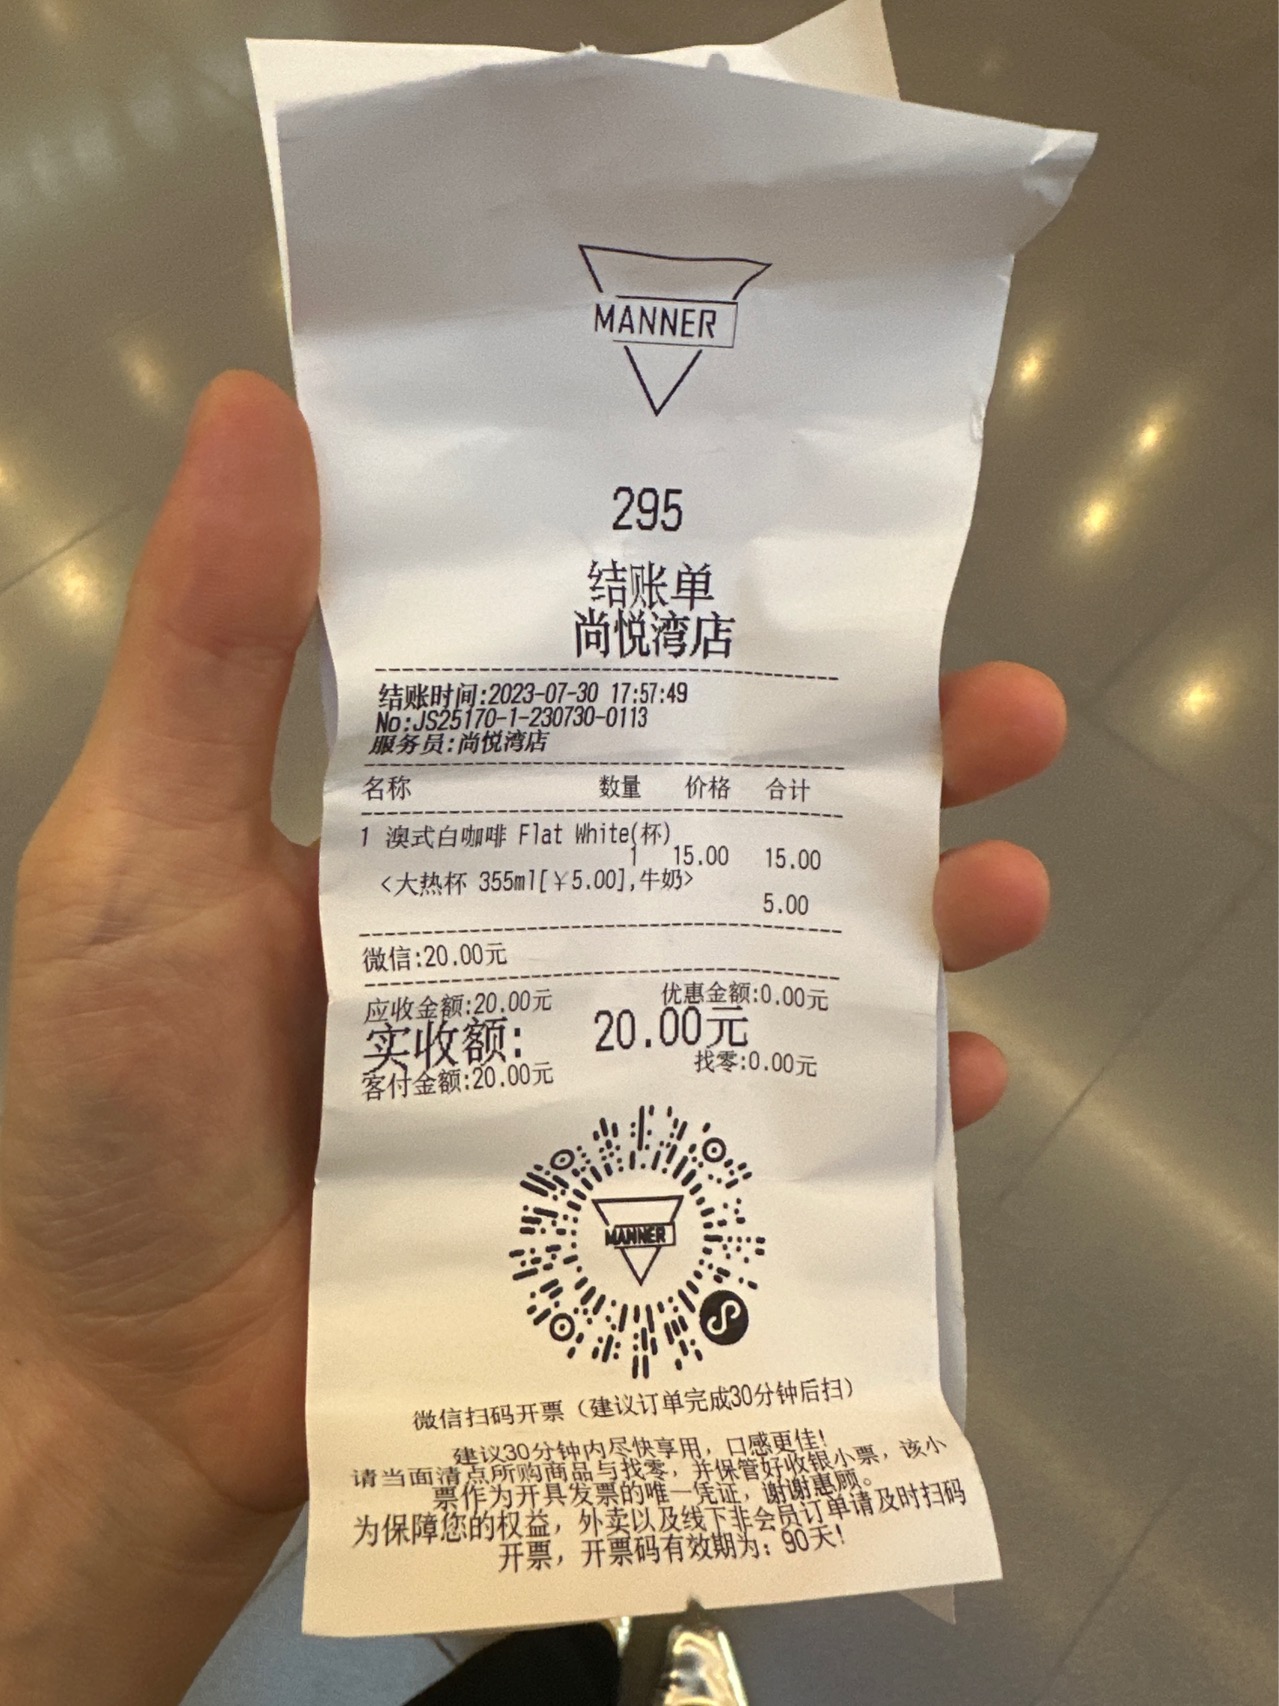 MANNER
295
结账单
尚悦湾店
结账时间:2023-07-30 17:57:49
No:JS25170-1-230730-0113
服务员:尚悦湾店
名称 数量 价格 合计
1 澳式白咖啡 Flat White(杯)
1 15.00 15.00
<大热杯 355ml[￥5.00],牛奶>
5.00
微信:20.00元
应收金额:20.00元 优惠金额:0.00元
实收额: 20.00元
客付金额:20.00元 找零:0.00元
MANNER
微信扫码开票（建议订单完成30分钟后扫）
建议30分钟内尽快享用，口感更佳!
请当面清点所购商品与找零，并保管好收银小票，该小
票作为开具发票的唯一凭证，谢谢惠顾。
为保障您的权益，外卖以及线下非会员订单请及时扫码
开票，开票码有效期为：90天!